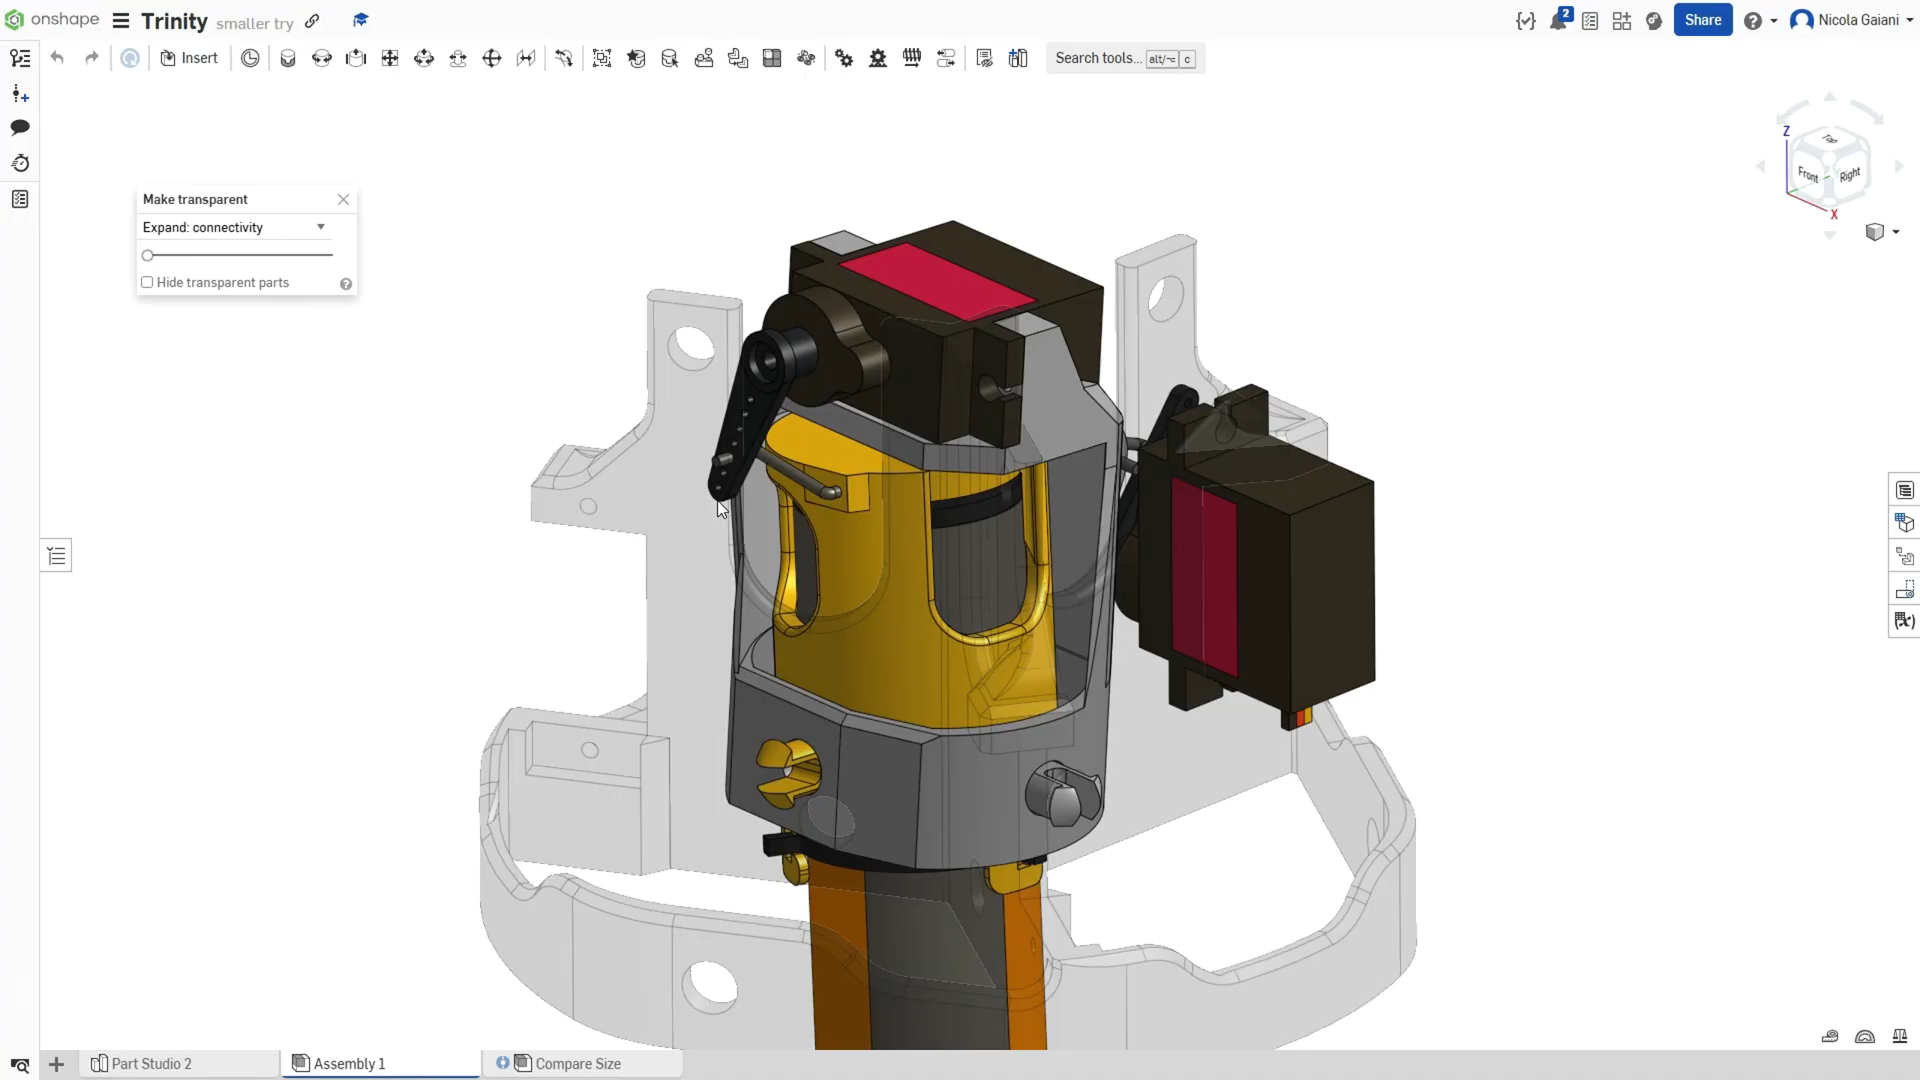 onshape
Trinity smaller try
2
Share
Nicola Gaiani
Insert
Search tools... alt/⌥ c
Make transparent
Expand: connectivity
Hide transparent parts
Z
Top
Front
Right
X
(x)
Part Studio 2
Assembly 1
Compare Size